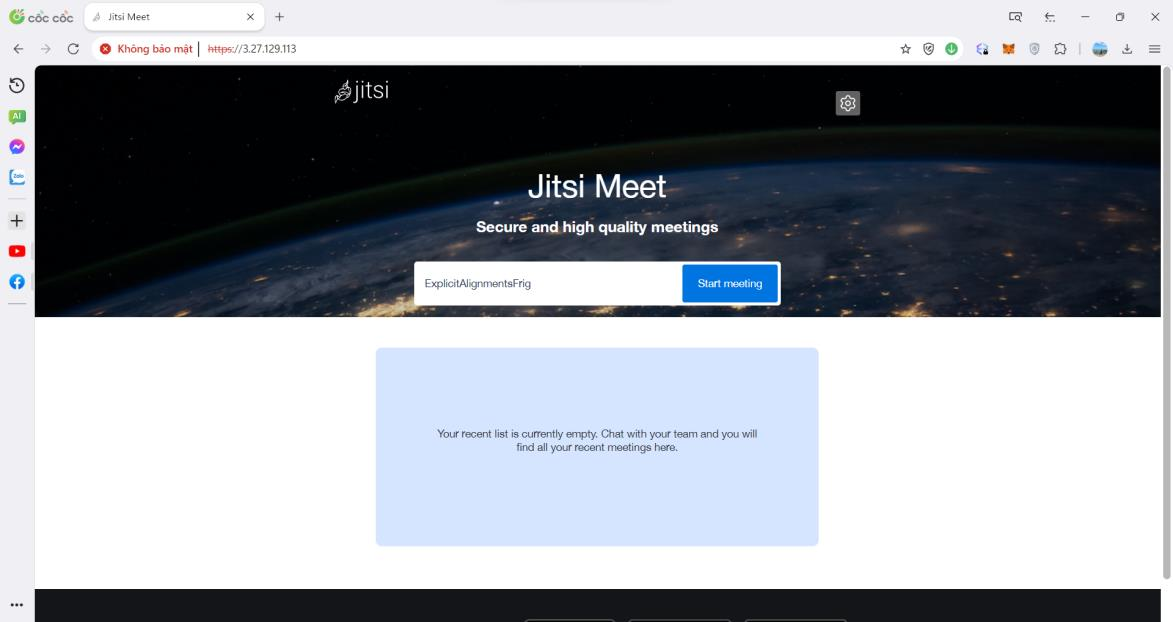 cốc cốc
Jitsi Meet
Không bảo mật
https://3.27.129.113
AI
Zalo
jitsi
Jitsi Meet
Secure and high quality meetings
ExplicitAlignmentsFrig
Start meeting
Your recent list is currently empty. Chat with your team and you will
find all your recent meetings here.